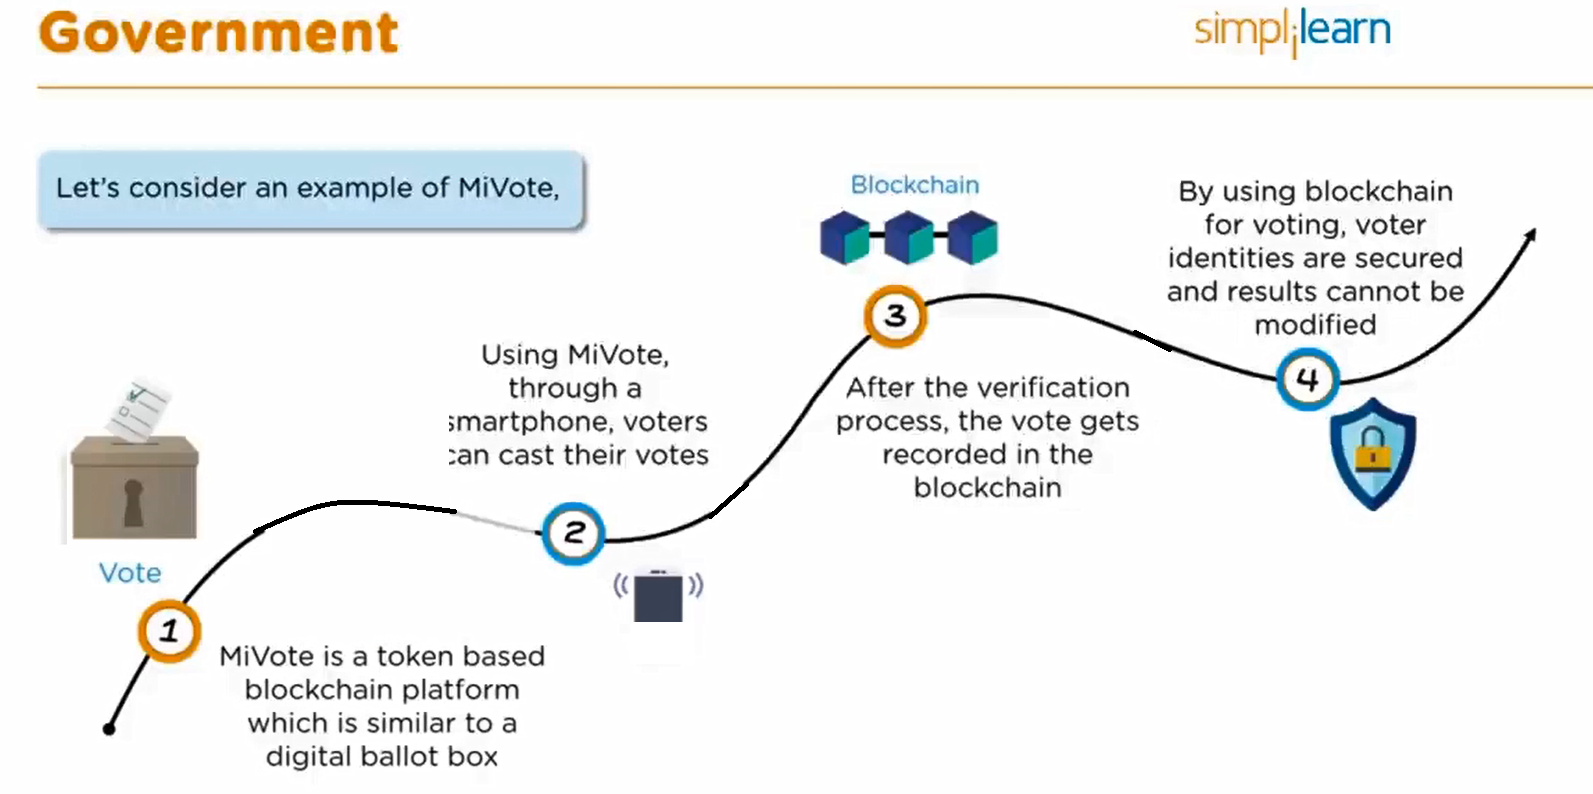 Government
simplilearn
Let's consider an example of MiVote,
Vote
1
MiVote is a token based
blockchain platform
which is similar to a
digital ballot box
Using MiVote,
through a
smartphone, voters
can cast their votes
2
Blockchain
3
After the verification
process, the vote gets
recorded in the
blockchain
By using blockchain
for voting, voter
identities are secured
and results cannot be
modified
4